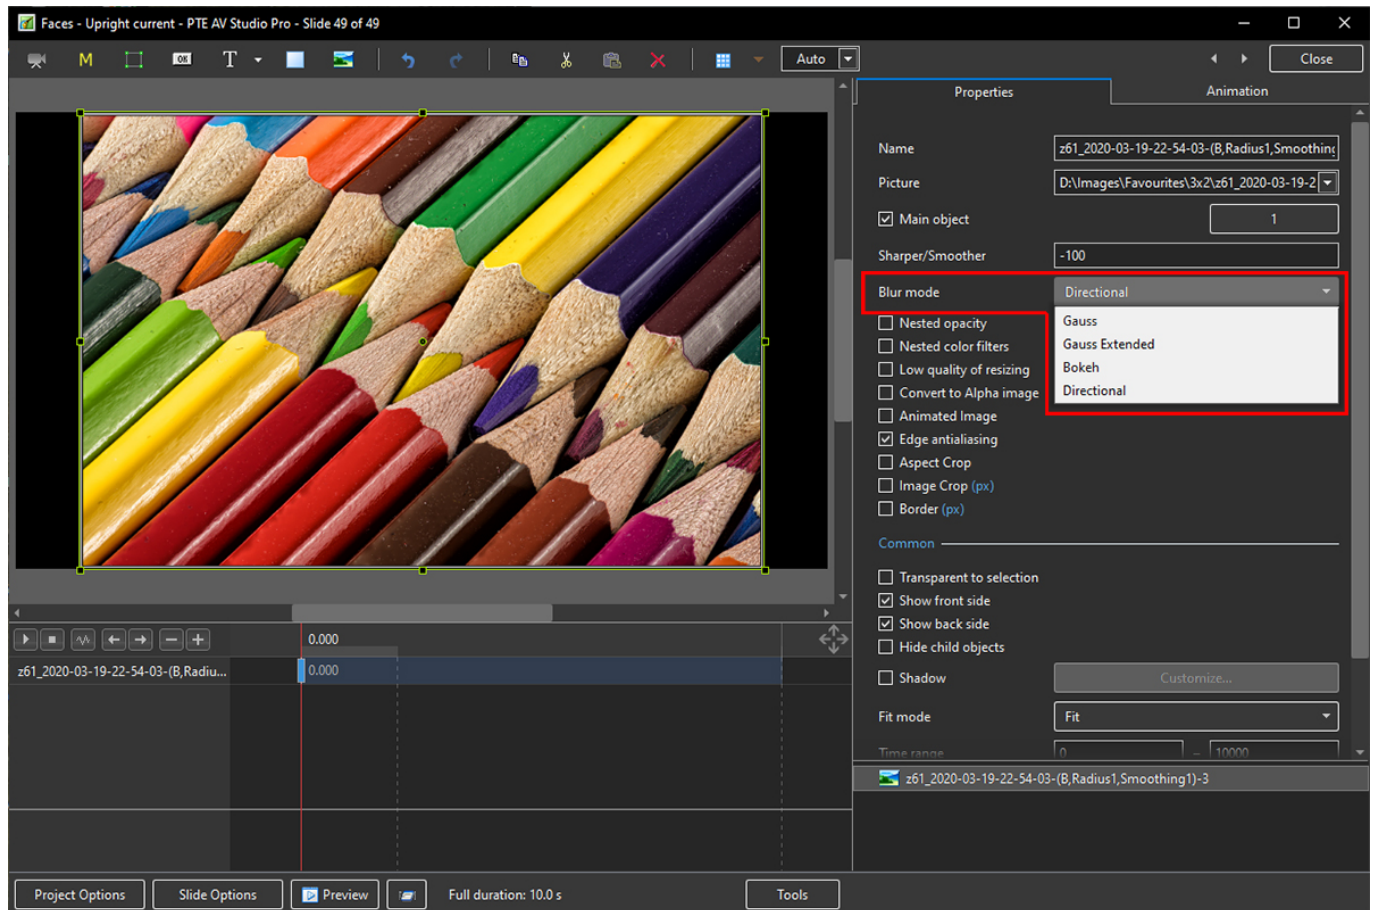 Faces - Upright current - PTE AV Studio Pro - Slide 49 of 49
M OK T Auto Close
Properties Animation
Name z61_2020-03-19-22-54-03-(B,Radius1,Smoothing
Picture D:\Images\Favourites\3x2\z61_2020-03-19-2
Main object 1
Sharper/Smoother -100
Blur mode Directional
Gauss
Gauss Extended
Bokeh
Directional
Nested opacity
Nested color filters
Low quality of resizing
Convert to Alpha image
Animated Image
Edge antialiasing
Aspect Crop
Image Crop (px)
Border (px)
Common
Transparent to selection
Show front side
Show back side
Hide child objects
Shadow Customize...
Fit mode Fit
Time range 0 – 10000
z61_2020-03-19-22-54-03-(B,Radius1,Smoothing1)-3
0.000
z61_2020-03-19-22-54-03-(B,Radiu... 0.000
Project Options Slide Options Preview Full duration: 10.0 s Tools